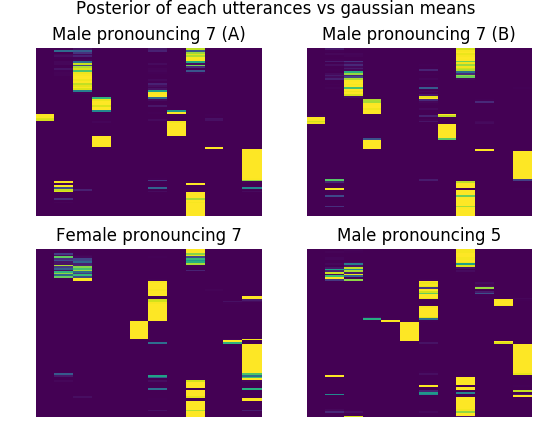 Posterior of each utterances vs gaussian means
Male pronouncing 7 (A)
Male pronouncing 7 (B)
Female pronouncing 7
Male pronouncing 5